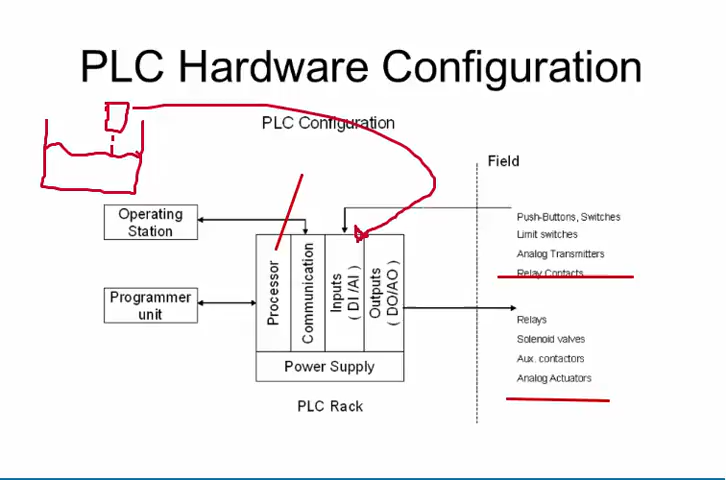 PLC Hardware Configuration
PLC Configuration
Field
Operating
Station
Programmer
unit
Processor
Communication
Inputs
( DI /AI )
Outputs
( DO/AO )
Power Supply
PLC Rack
Push-Buttons, Switches
Limit switches
Analog Transmitters
Relay Contacts
Relays
Solenoid valves
Aux. contactors
Analog Actuators